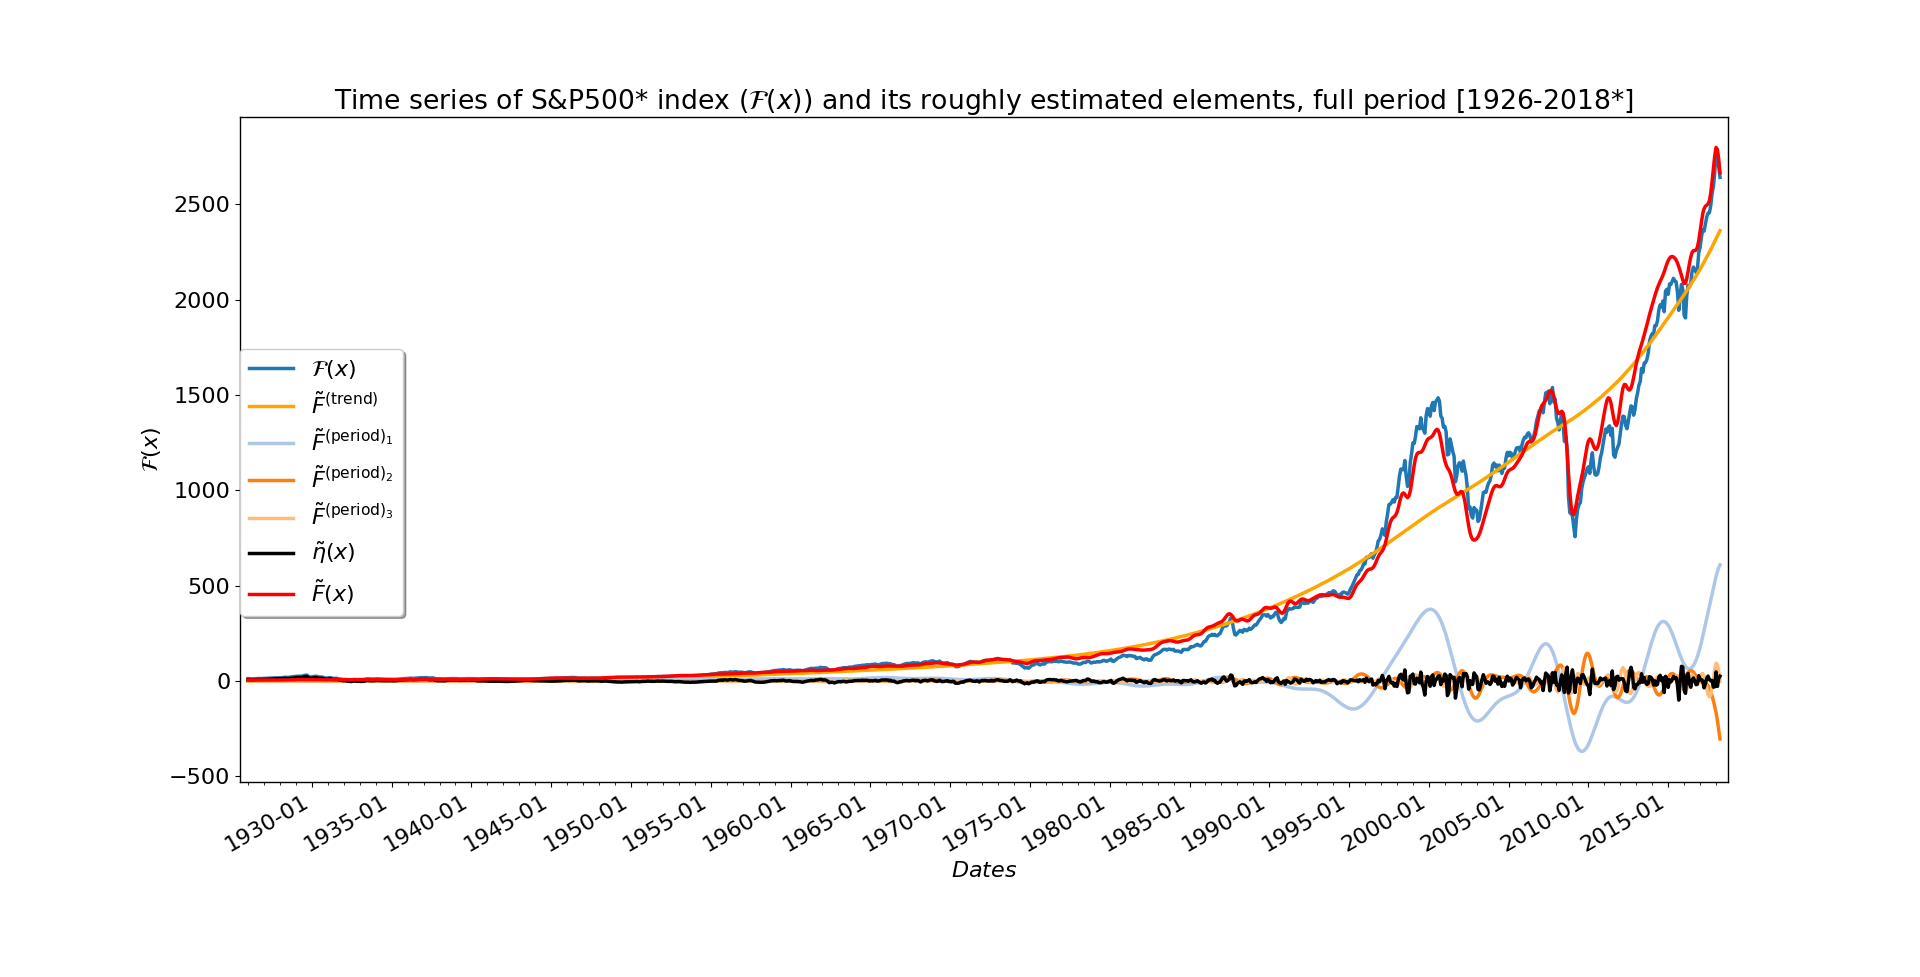 Time series of S&P500* index (ℱ(x)) and its roughly estimated elements, full period [1926-2018*]
ℱ(x)
2500
2000
1500
1000
500
0
−500
ℱ(x)
F̃(trend)
F̃(period)₁
F̃(period)₂
F̃(period)₃
η̃(x)
F̃(x)
1930-01
1935-01
1940-01
1945-01
1950-01
1955-01
1960-01
1965-01
1970-01
1975-01
1980-01
1985-01
1990-01
1995-01
2000-01
2005-01
2010-01
2015-01
Dates